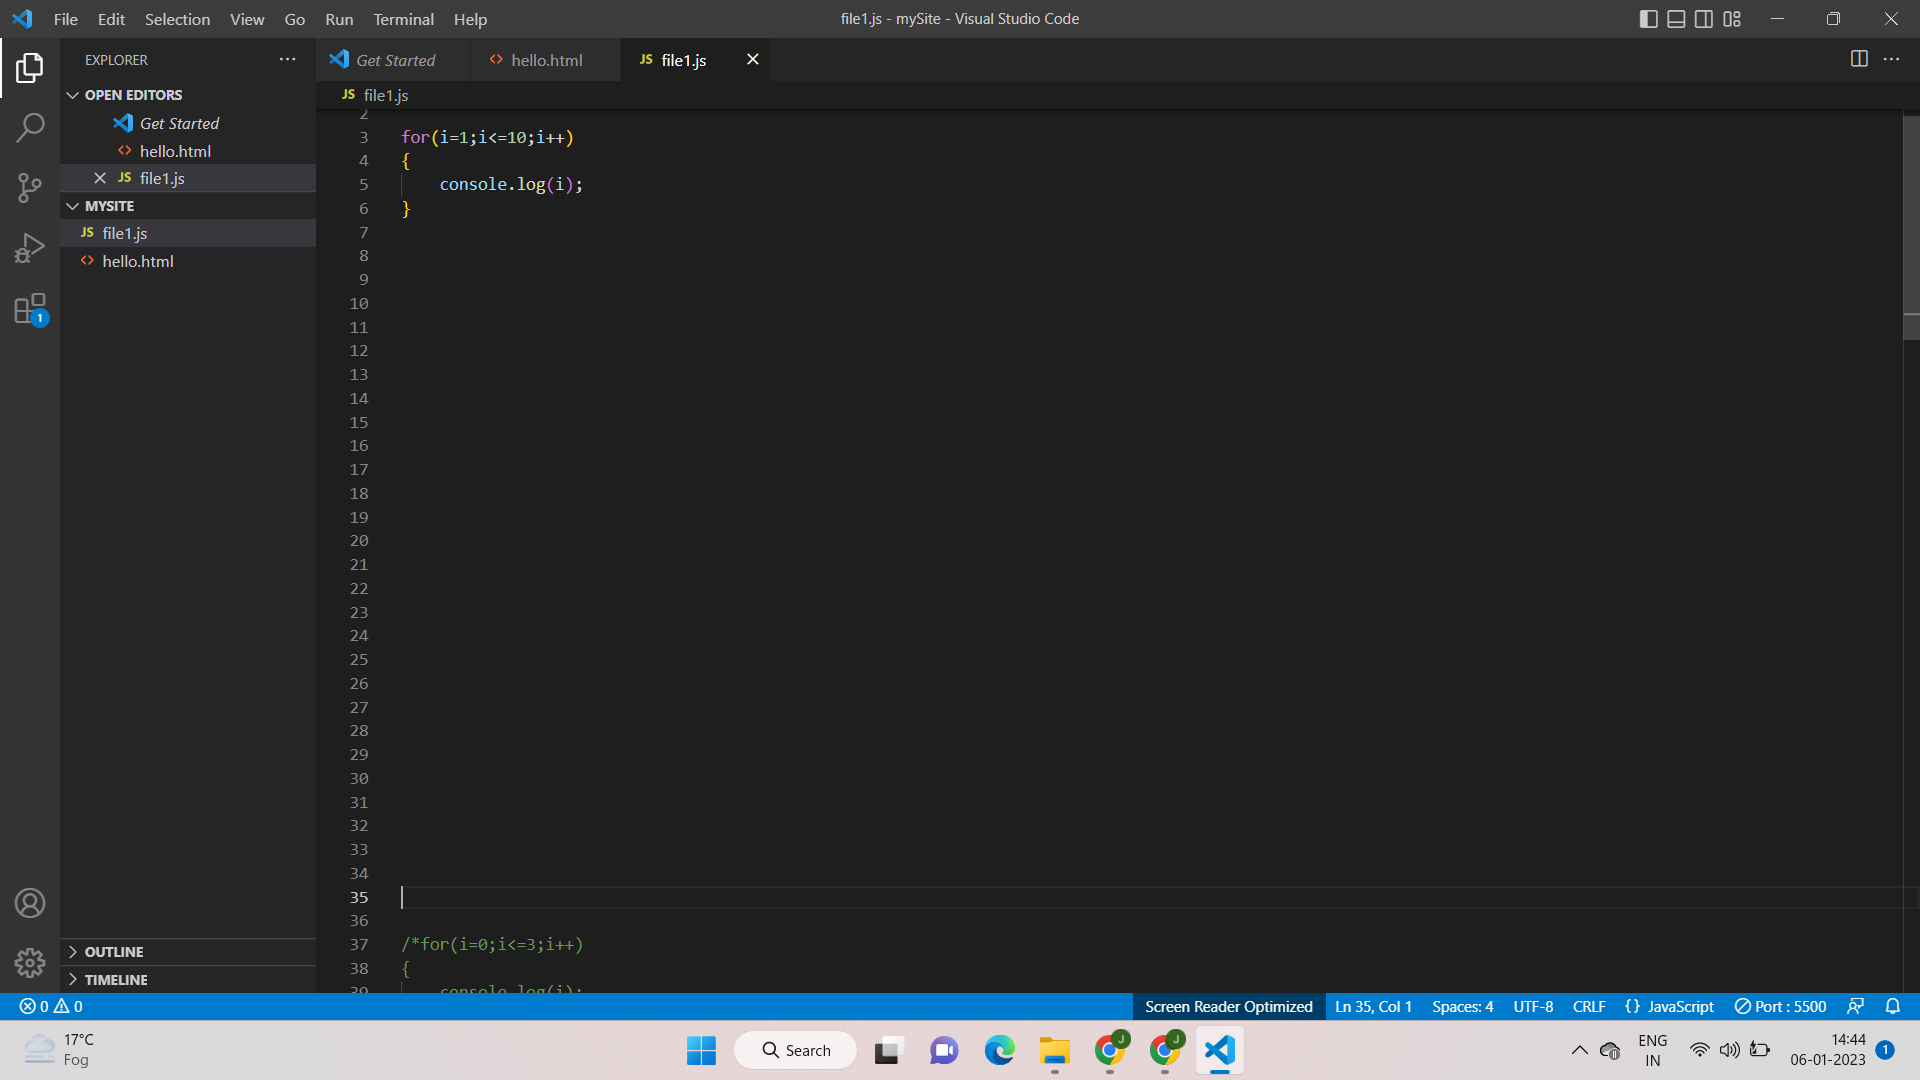 File Edit Selection View Go Run Terminal Help
file1.js - mySite - Visual Studio Code
EXPLORER
OPEN EDITORS
Get Started
hello.html
JS file1.js
MYSITE
JS file1.js
hello.html
1
OUTLINE
TIMELINE
Get Started
hello.html
JS file1.js
JS file1.js
2
3 for(i=1;i<=10;i++)
4 {
5 console.log(i);
6 }
7
8
9
10
11
12
13
14
15
16
17
18
19
20
21
22
23
24
25
26
27
28
29
30
31
32
33
34
35
36
37 /*for(i=0;i<=3;i++)
38 {
39 console.log(i);
0 0
Screen Reader Optimized Ln 35, Col 1 Spaces: 4 UTF-8 CRLF {} JavaScript Port : 5500
17°C
Fog
Search
J
J
ENG
IN
14:44
06-01-2023
1